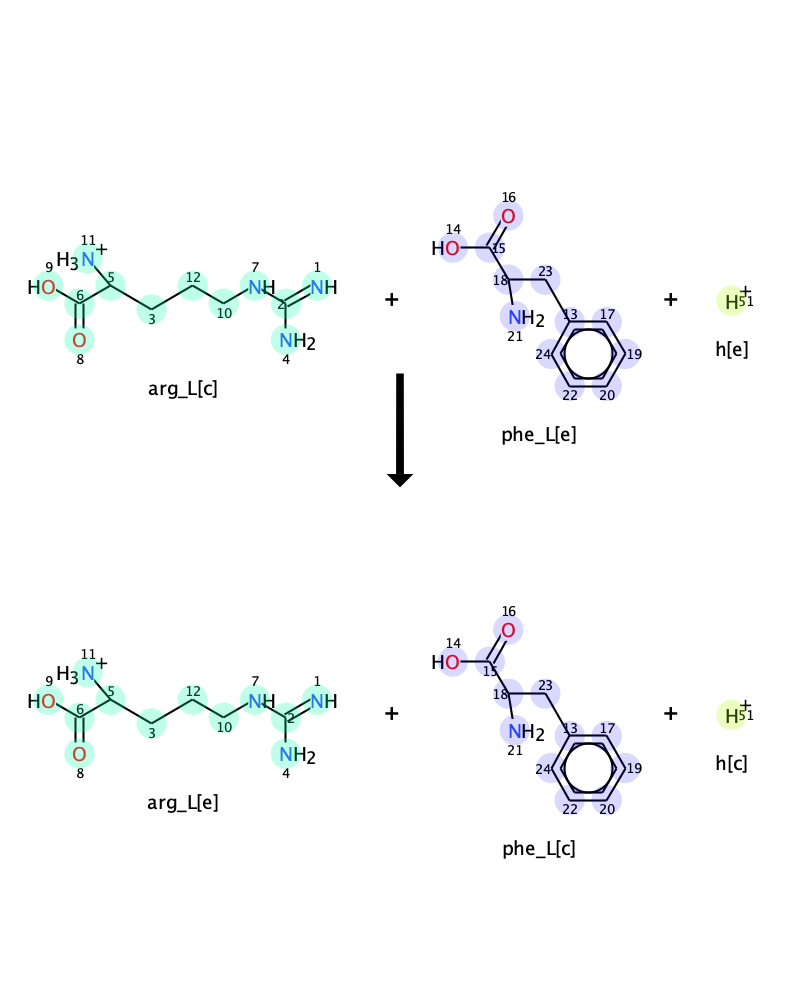 16
14
HO
O
15
11
H3N+
9
HO
6
5
O
8
3
12
10
7
NH
2
1
NH
NH2
4
arg_L[c]
+
18
23
NH2
21
13
17
24
19
22
20
phe_L[e]
+
H+
51
h[e]
16
14
HO
O
15
11
H3N+
9
HO
6
5
O
8
3
12
10
7
NH
2
1
NH
NH2
4
arg_L[e]
+
18
23
NH2
21
13
17
24
19
22
20
phe_L[c]
+
H+
51
h[c]